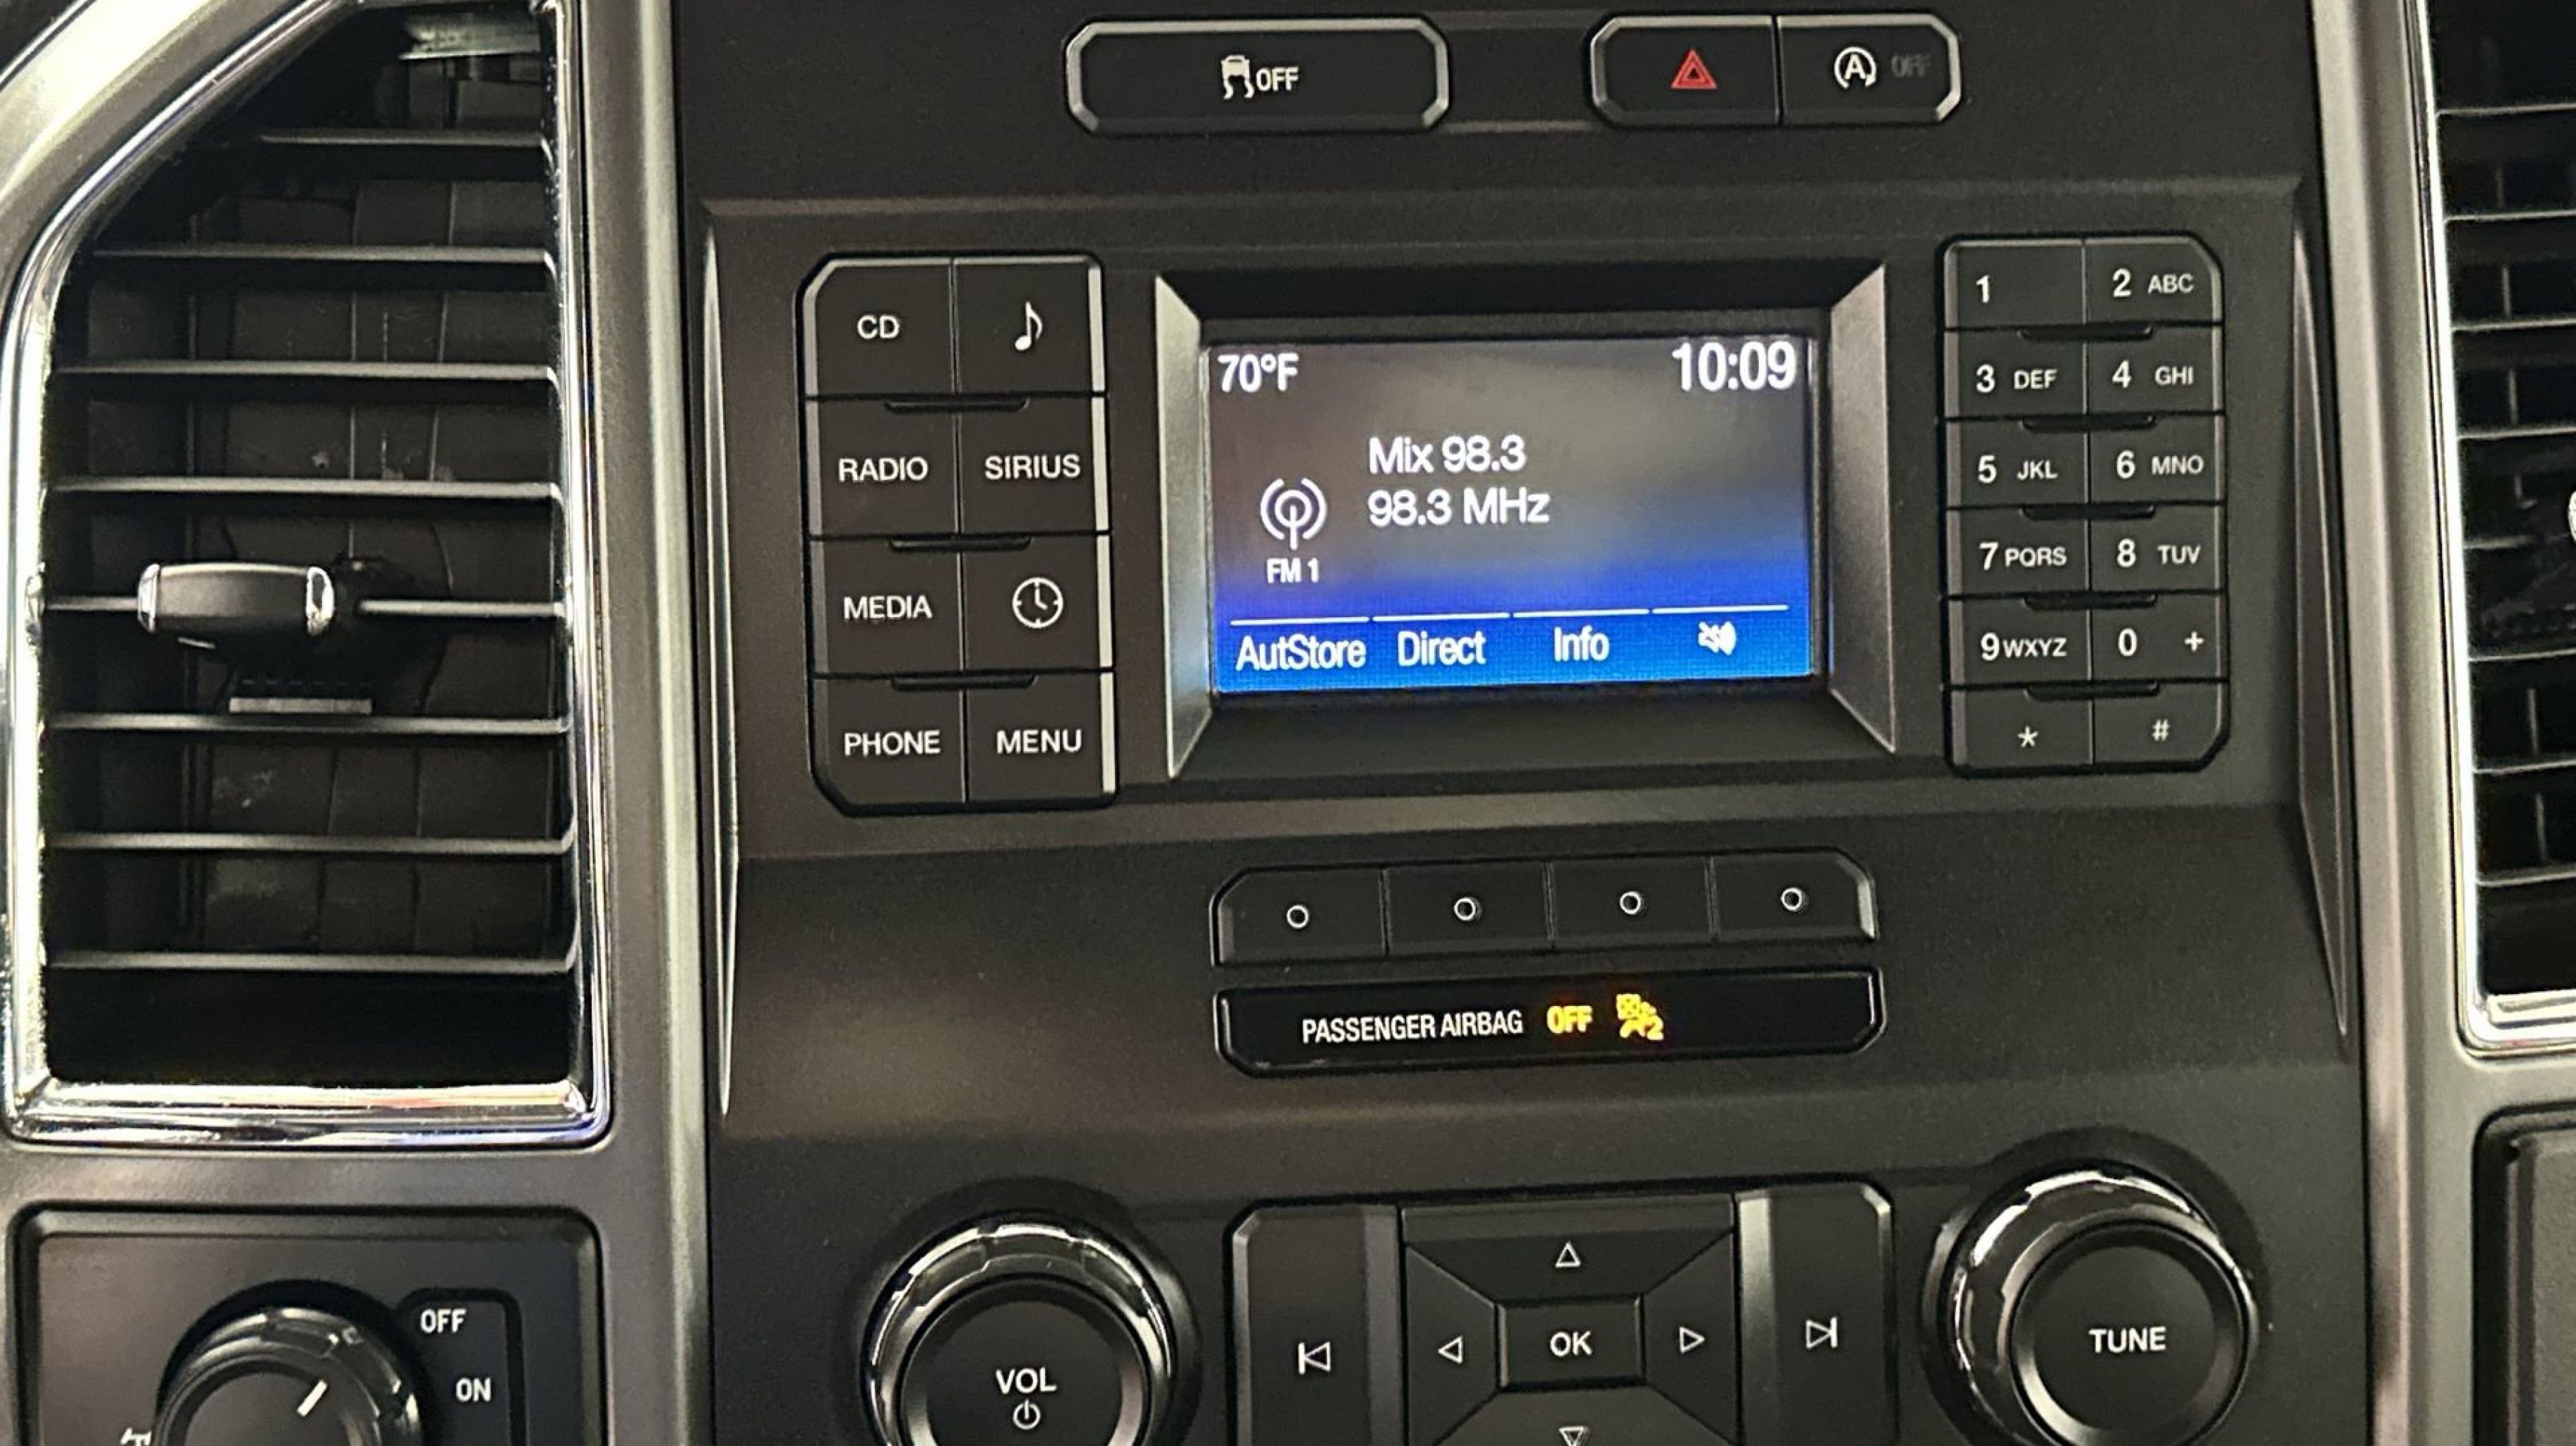 OFF
A OFF
CD
RADIO SIRIUS
MEDIA
PHONE MENU
70°F 10:09
Mix 98.3
98.3 MHz
FM 1
AutStore Direct Info
1 2 ABC
3 DEF 4 GHI
5 JKL 6 MNO
7 PQRS 8 TUV
9 WXYZ 0 +
* #
PASSENGER AIRBAG OFF 2
OFF
ON
VOL
OK
TUNE